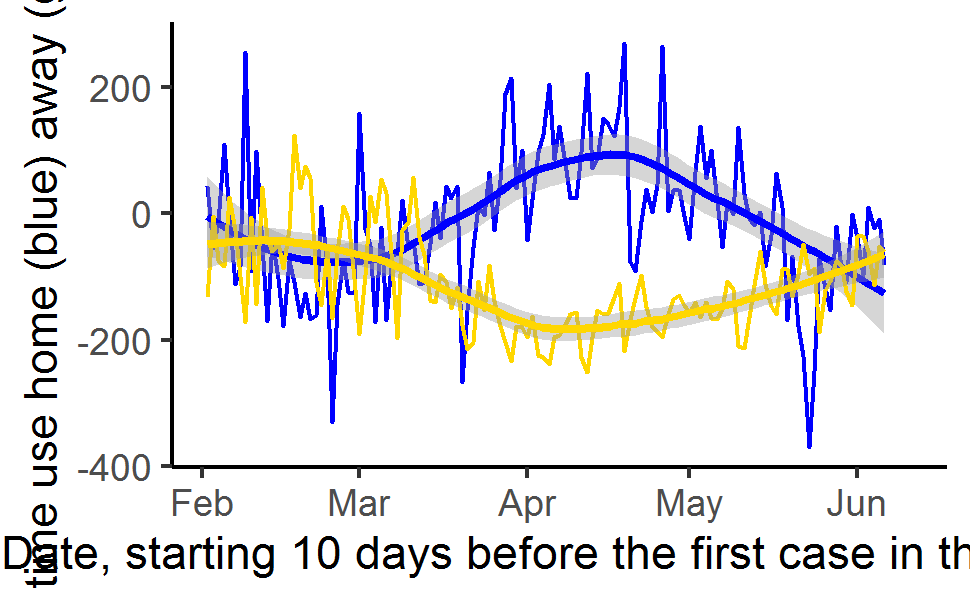 time use home (blue) away (
200
0
-200
-400
Feb Mar Apr May Jun
Date, starting 10 days before the first case in th